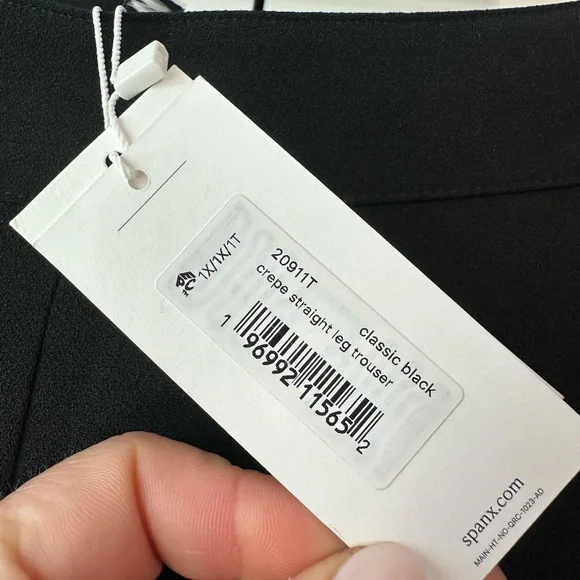 1X/1X/1T
20911T
classic black
crepe straight leg trouser
1 96992 11565 2
spanx.com
MAIN-HT-NO-QRC-1023-AD